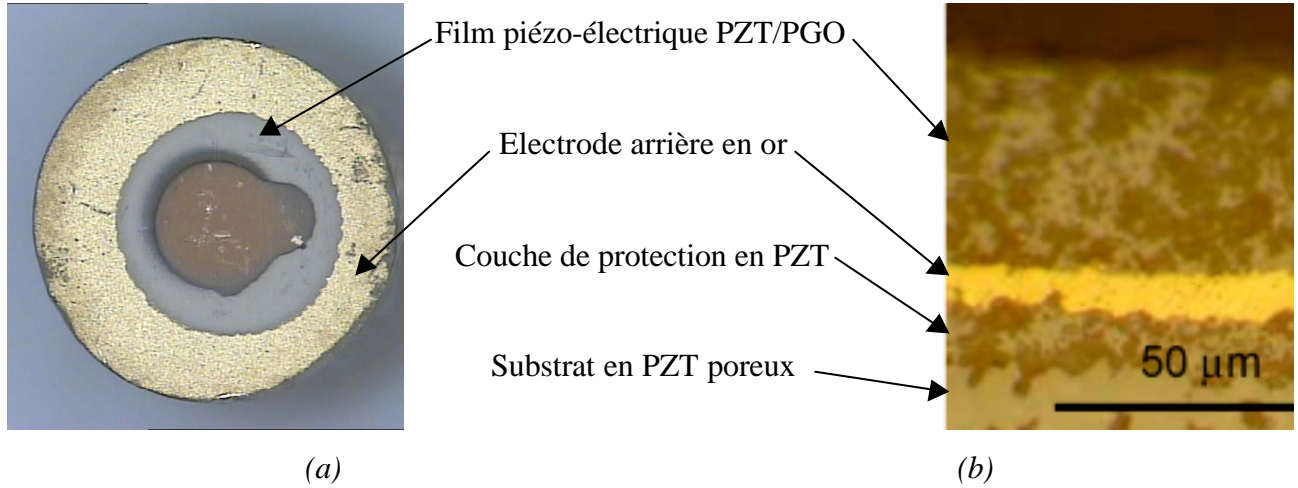 Film piézo-électrique PZT/PGO
Electrode arrière en or
Couche de protection en PZT
Substrat en PZT poreux
50 μm
(a)
(b)